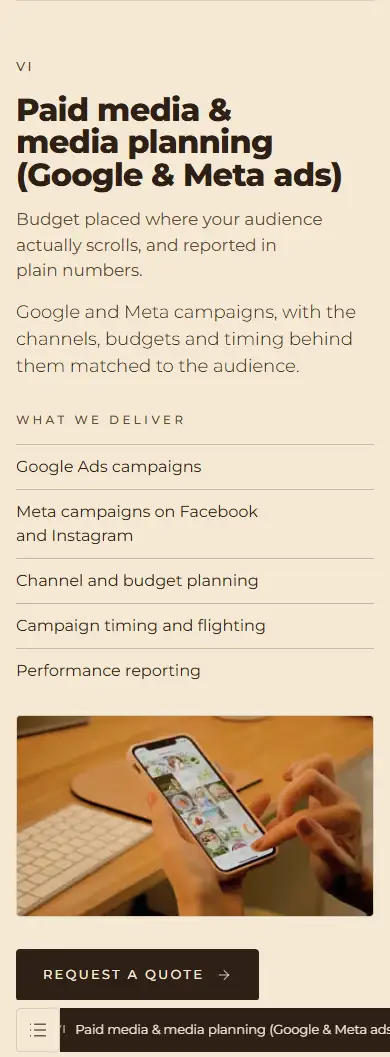 VI
Paid media &
media planning
(Google & Meta ads)
Budget placed where your audience
actually scrolls, and reported in
plain numbers.
Google and Meta campaigns, with the
channels, budgets and timing behind
them matched to the audience.
WHAT WE DELIVER
Google Ads campaigns
Meta campaigns on Facebook
and Instagram
Channel and budget planning
Campaign timing and flighting
Performance reporting
REQUEST A QUOTE →
VI Paid media & media planning (Google & Meta ads